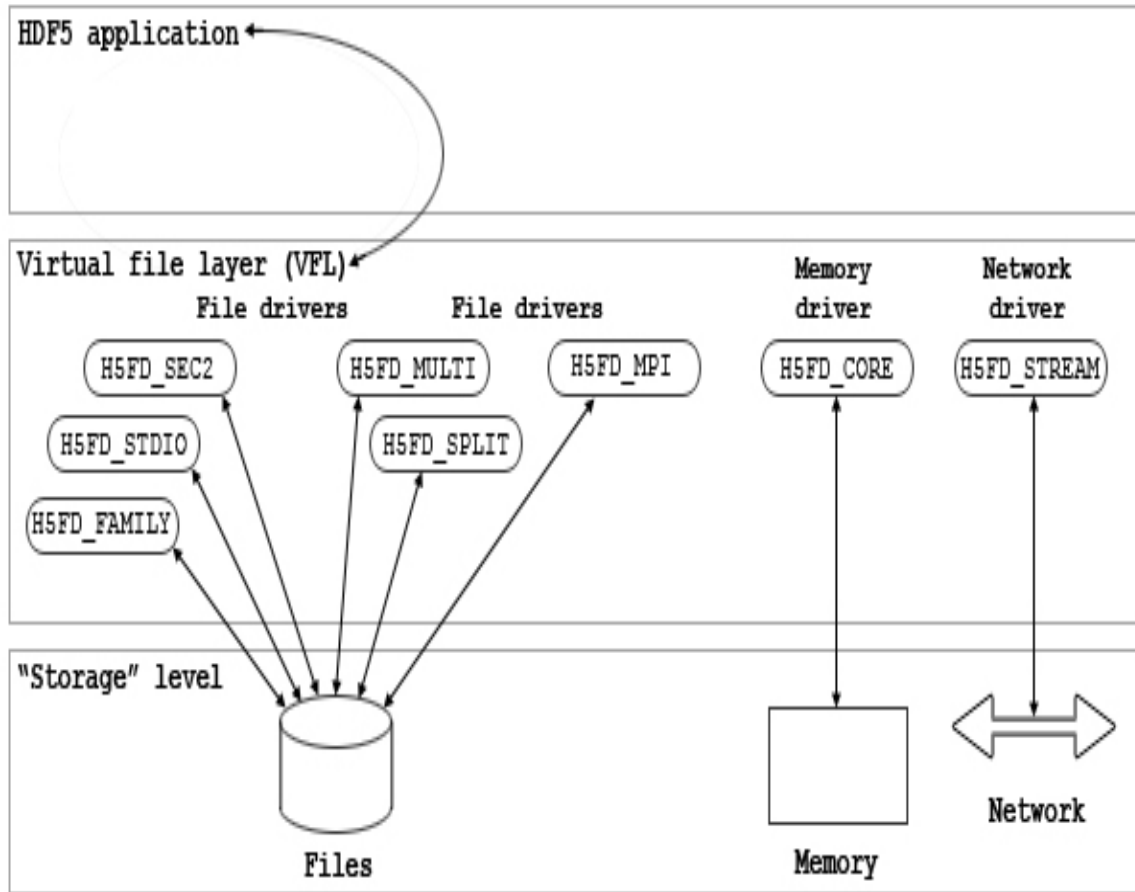 HDF5 application
Virtual file layer (VFL)
File drivers
File drivers
Memory
driver
Network
driver
H5FD_SEC2
H5FD_MULTI
H5FD_MPI
H5FD_CORE
H5FD_STREAM
H5FD_STDIO
H5FD_SPLIT
H5FD_FAMILY
“Storage” level
Files
Memory
Network